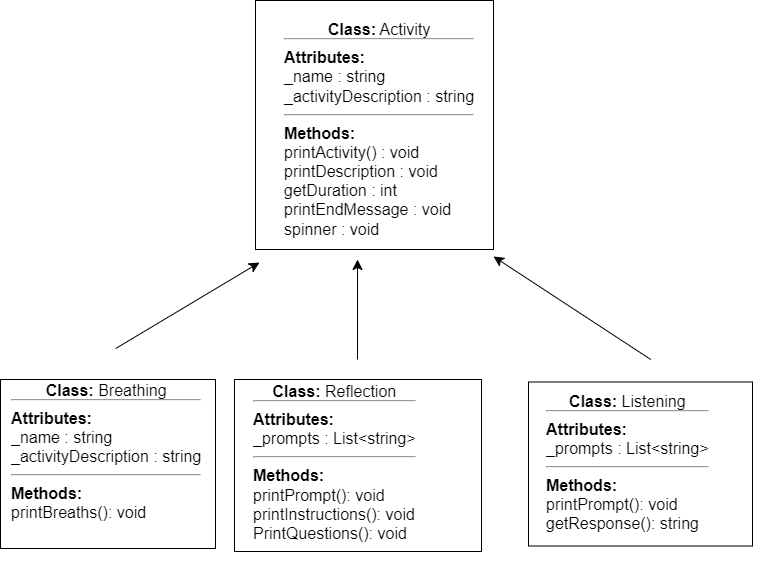 Class: Activity
Attributes:
_name : string
_activityDescription : string
Methods:
printActivity() : void
printDescription : void
getDuration : int
printEndMessage : void
spinner : void
Class: Breathing
Attributes:
_name : string
_activityDescription : string
Methods:
printBreaths(): void
Class: Reflection
Attributes:
_prompts : List<string>
Methods:
printPrompt(): void
printInstructions(): void
PrintQuestions(): void
Class: Listening
Attributes:
_prompts : List<string>
Methods:
printPrompt(): void
getResponse(): string